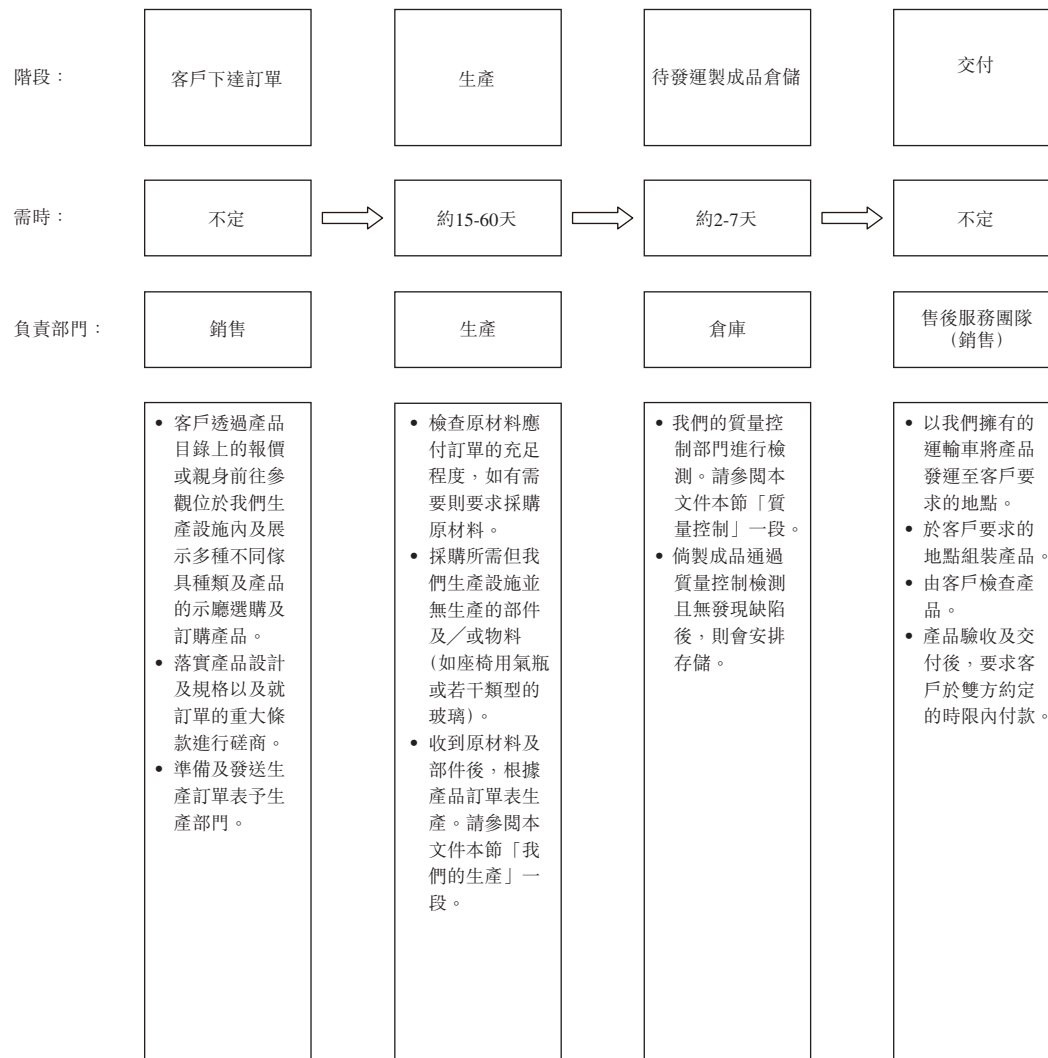 階段：
客戶下達訂單
生產
待發運製成品倉儲
交付
需時：
不定
約15-60天
約2-7天
不定
負責部門：
銷售
生產
倉庫
售後服務團隊
（銷售）
• 客戶透過產品
目錄上的報價
或親身前往參
觀位於我們生
產設施內及展
示多種不同傢
具種類及產品
的示廳選購及
訂購產品。
• 落實產品設計
及規格以及就
訂單的重大條
款進行磋商。
• 準備及發送生
產訂單表予生
產部門。
• 檢查原材料應
付訂單的充足
程度，如有需
要則要求採購
原材料。
• 採購所需但我
們生產設施並
無生產的部件
及╱或物料
（如座椅用氣瓶
或若干類型的
玻璃）。
• 收到原材料及
部件後，根據
產品訂單表生
產。請參閱本
文件本節「我
們的生產」一
段。
• 我們的質量控
制部門進行檢
測。請參閱本
文件本節「質
量控制」一段。
• 倘製成品通過
質量控制檢測
且無發現缺陷
後，則會安排
存儲。
• 以我們擁有的
運輸車將產品
發運至客戶要
求的地點。
• 於客戶要求的
地點組裝產品。
• 由客戶檢查產
品。
• 產品驗收及交
付後，要求客
戶於雙方約定
的時限內付款。